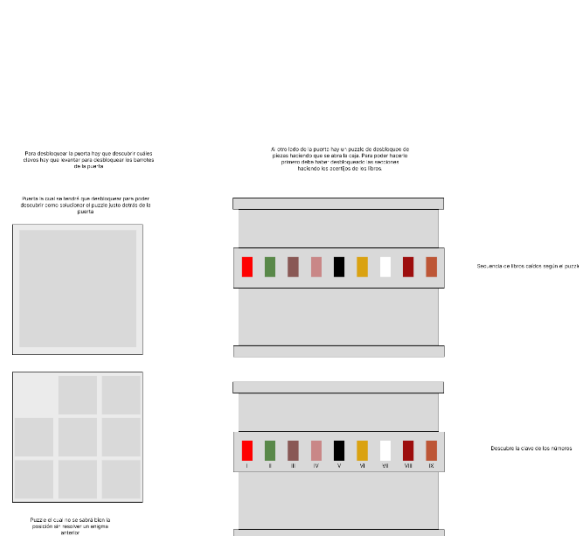 Para desbloquear la puerta hay que descubrir cuáles
clavos hay que levantar para desbloquear los barrotes
de la puerta
Al otro lado de la puerta hay un puzzle de desbloqueo de
piezas haciendo que se abra la caja. Para poder hacerlo
primero debe haber desbloqueado las secciones
haciendo los acertijos de los libros.
Puerta la cual se tendrá que desbloquear para poder
descubrir como solucionar el puzzle justo detrás de la
puerta
Secuencia de libros caídos según el puzzle
I II III IV V VI VII VIII IX
Descubre la clave de los números
Puzzle el cuál no se sabrá bien la
posición sin resolver un enigma
anterior